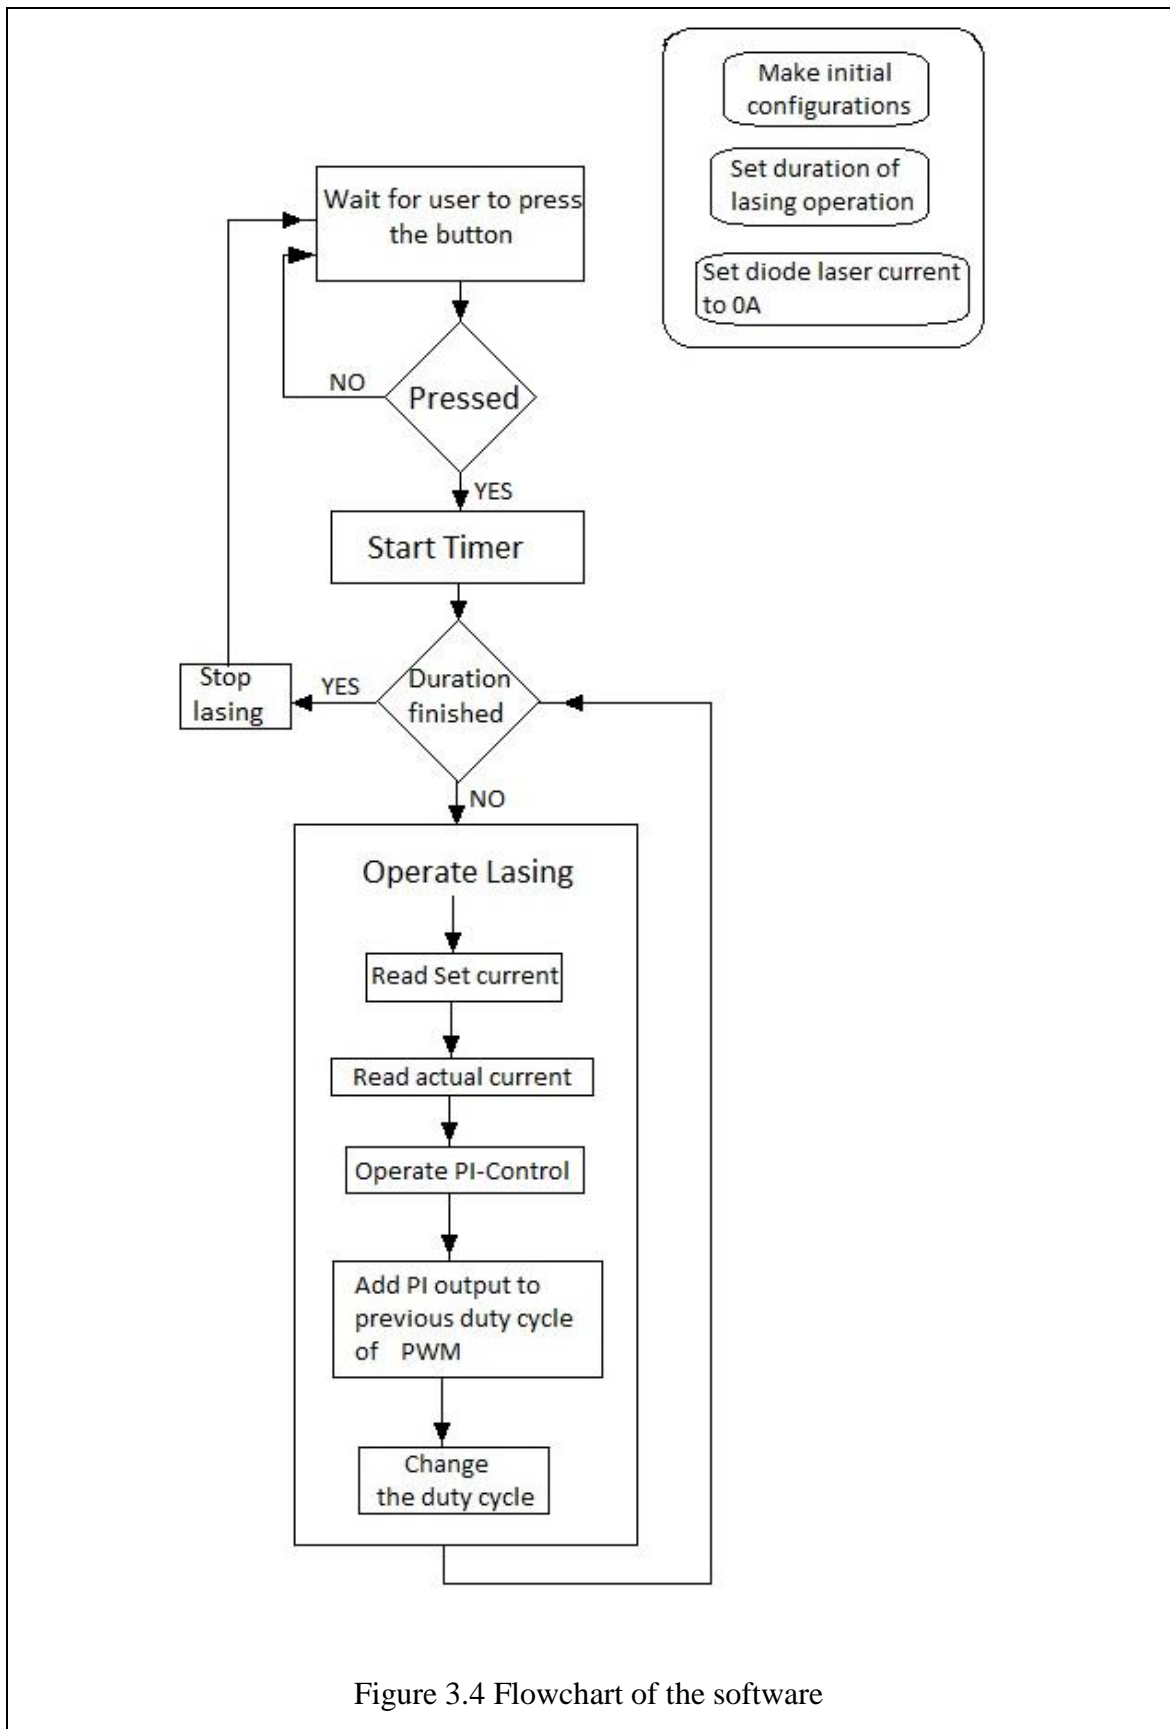 Make initial
configurations
Set duration of
lasing operation
Set diode laser current
to 0A
Wait for user to press
the button
NO
Pressed
YES
Start Timer
Stop
lasing
YES
Duration
finished
NO
Operate Lasing
Read Set current
Read actual current
Operate PI-Control
Add PI output to
previous duty cycle
of PWM
Change
the duty cycle
Figure 3.4 Flowchart of the software